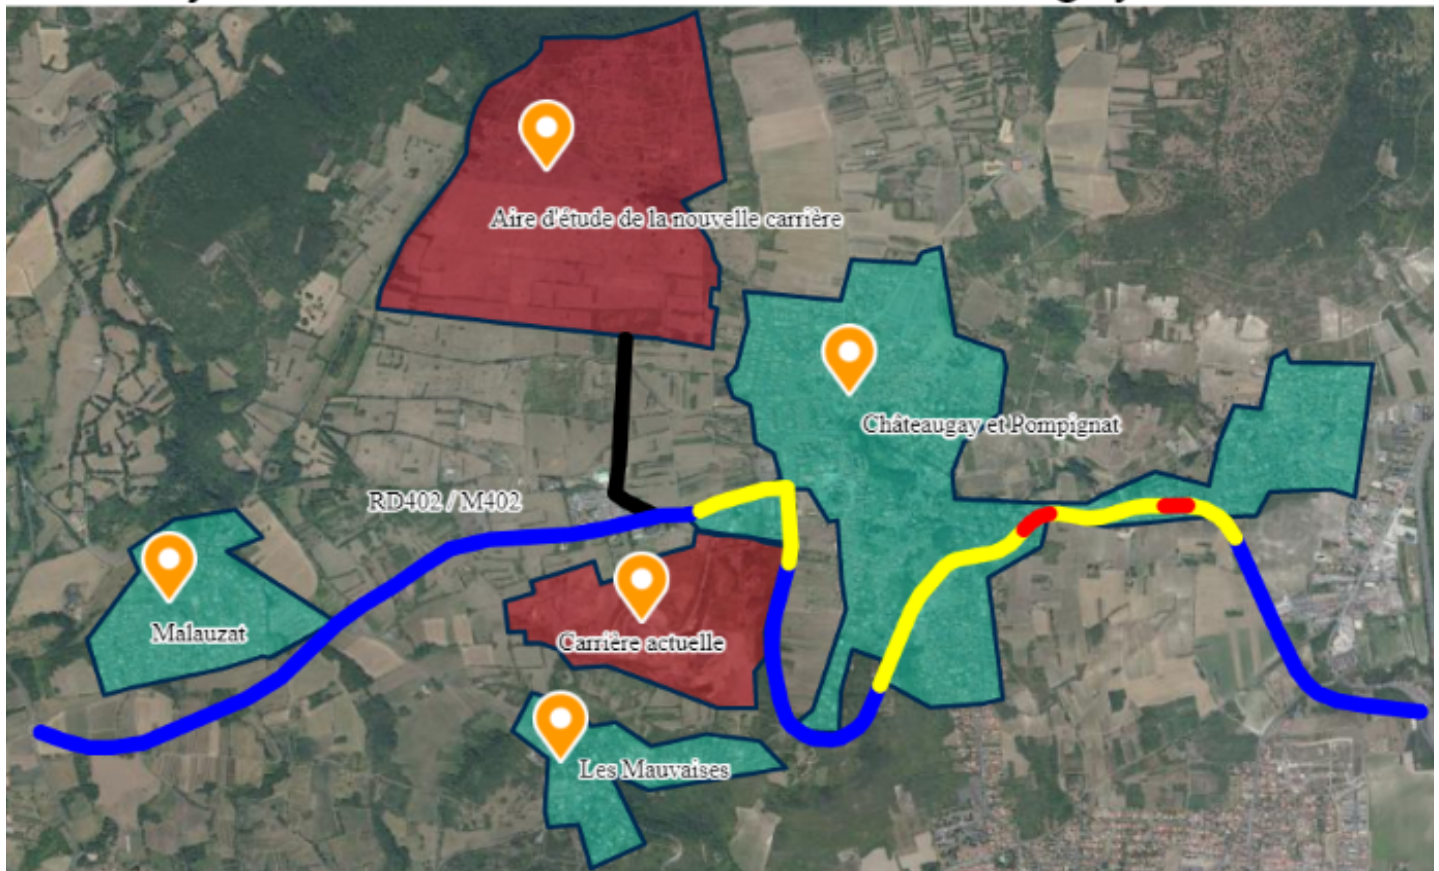 Aire d'étude de la nouvelle carrière
Châteaugay et Pompignat
RD402 / M402
Malauzat
Carrière actuelle
Les Mauvaises